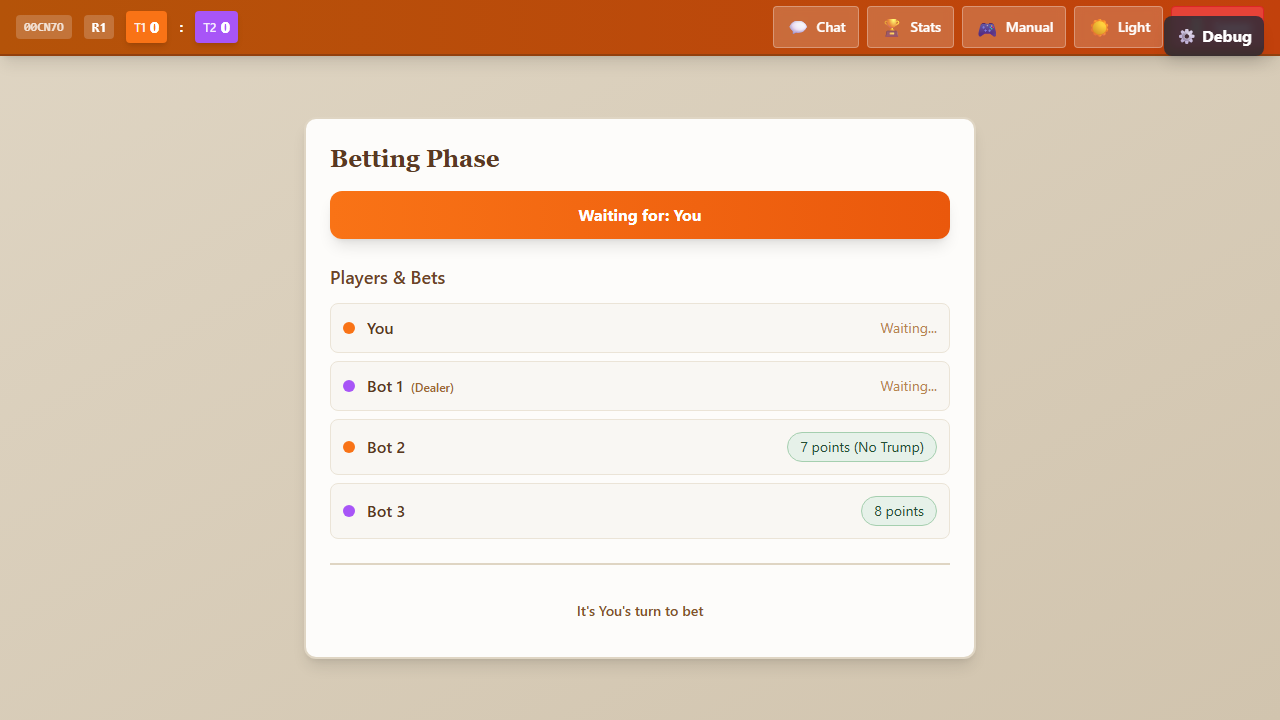 00CN7O R1 T1 0 : T2 0 Chat Stats Manual Light Debug
Betting Phase
Waiting for: You
Players & Bets
You Waiting...
Bot 1 (Dealer) Waiting...
Bot 2 7 points (No Trump)
Bot 3 8 points
It's You's turn to bet